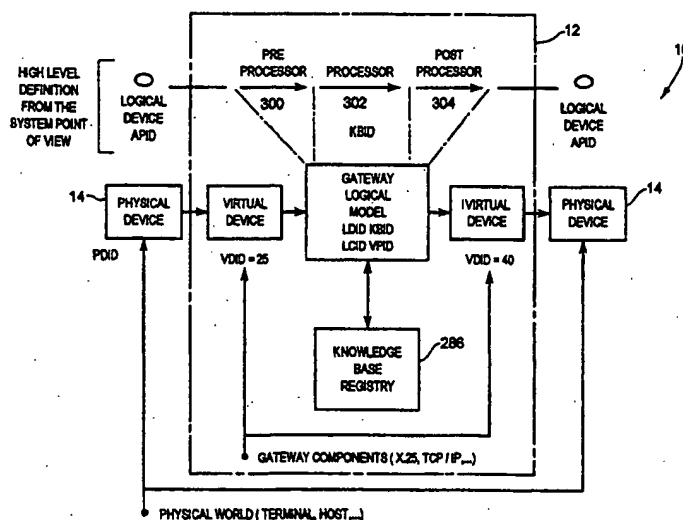 12
10
PRE
PROCESSOR
PROCESSOR
POST
PROCESSOR
300
302
304
KBID
HIGH LEVEL
DEFINITION
FROM THE
SYSTEM POINT
OF VIEW
LOGICAL
DEVICE
APID
LOGICAL
DEVICE
APID
14
PHYSICAL
DEVICE
PDID
VIRTUAL
DEVICE
VDID = 25
GATEWAY
LOGICAL
MODEL
LDID KBID
LCID VPID
IVIRTUAL
DEVICE
VDID = 40
14
PHYSICAL
DEVICE
KNOWLEDGE
BASE
REGISTRY
286
GATEWAY COMPONENTS ( X.25, TCP / IP,...)
PHYSICAL WORLD ( TERMINAL, HOST,...)